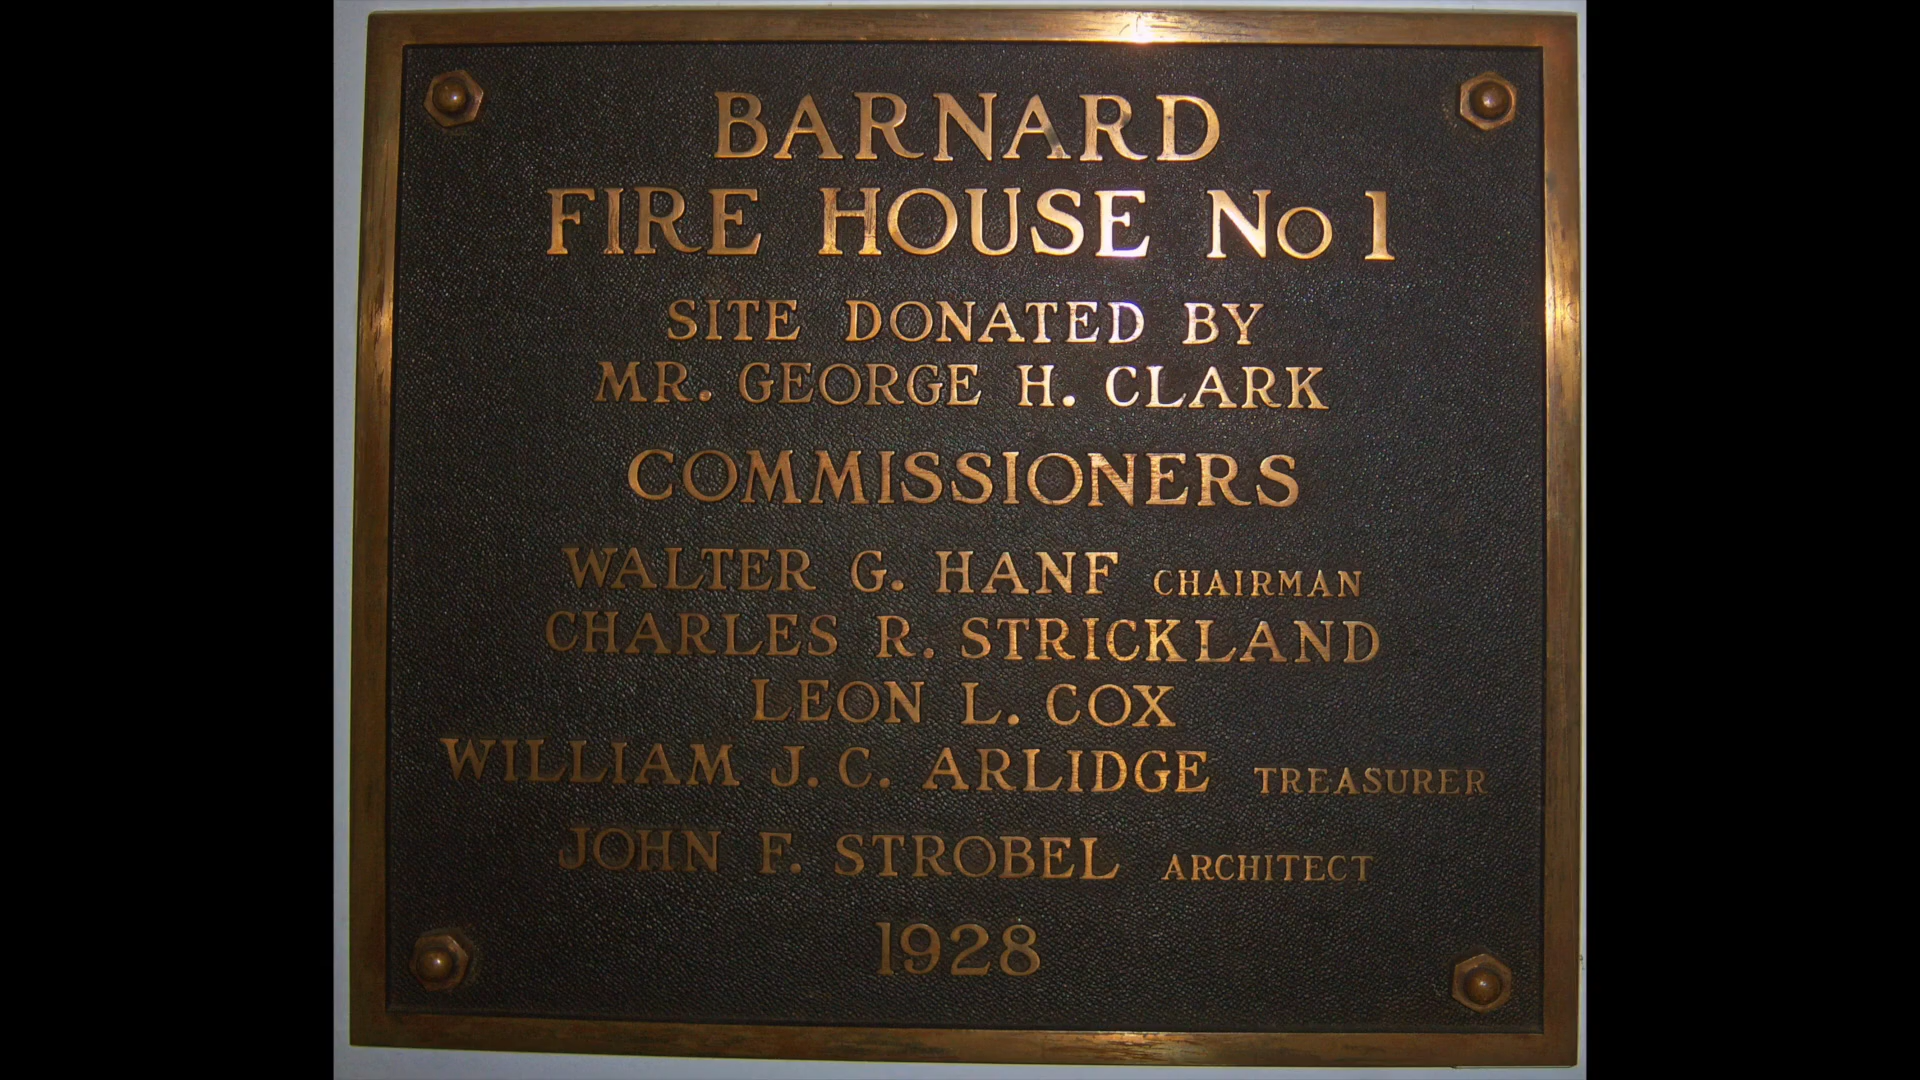 BARNARD
FIRE HOUSE No 1
SITE DONATED BY
MR. GEORGE H. CLARK
COMMISSIONERS
WALTER G. HANF CHAIRMAN
CHARLES R. STRICKLAND
LEON L. COX
WILLIAM J. C. ARLIDGE TREASURER
JOHN F. STROBEL ARCHITECT
1928